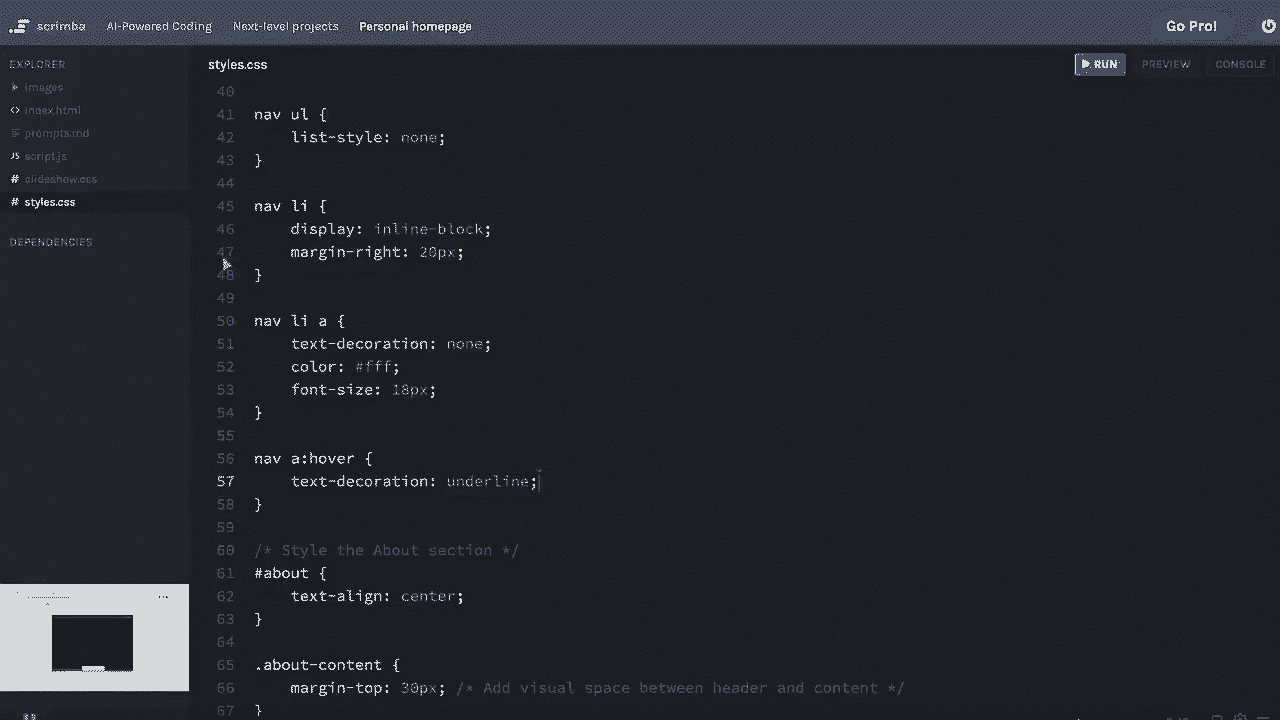 scrimba AI-Powered Coding Next-level projects Personal homepage Go Pro!
EXPLORER
images
index.html
prompts.md
JS script.js
# slideshow.css
# styles.css
DEPENDENCIES
styles.css
RUN PREVIEW CONSOLE
40
41 nav ul {
42     list-style: none;
43 }
44
45 nav li {
46     display: inline-block;
47     margin-right: 20px;
48 }
49
50 nav li a {
51     text-decoration: none;
52     color: #fff;
53     font-size: 18px;
54 }
55
56 nav a:hover {
57     text-decoration: underline;
58 }
59
60 /* Style the About section */
61 #about {
62     text-align: center;
63 }
64
65 .about-content {
66     margin-top: 30px; /* Add visual space between header and content */
67 }